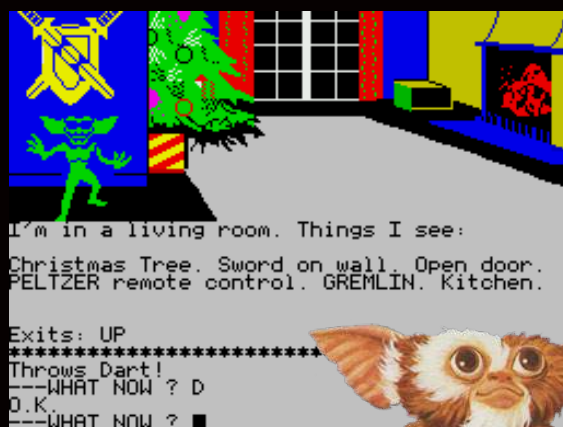 I'm in a living room. Things I see:
Christmas Tree. Sword on wall. Open door.
PELTZER remote control. GREMLIN. Kitchen.
Exits: UP
*************************************
Throws Dart!
---WHAT NOW ? D
O.K.
---WHAT NOW ?